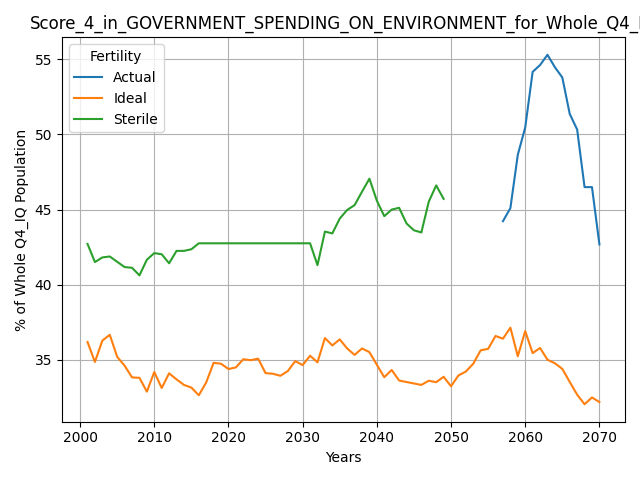 Score_4_in_GOVERNMENT_SPENDING_ON_ENVIRONMENT_for_Whole_Q4_
Fertility
Actual
Ideal
Sterile
% of Whole Q4_IQ Population
55
50
45
40
35
2000 2010 2020 2030 2040 2050 2060 2070
Years